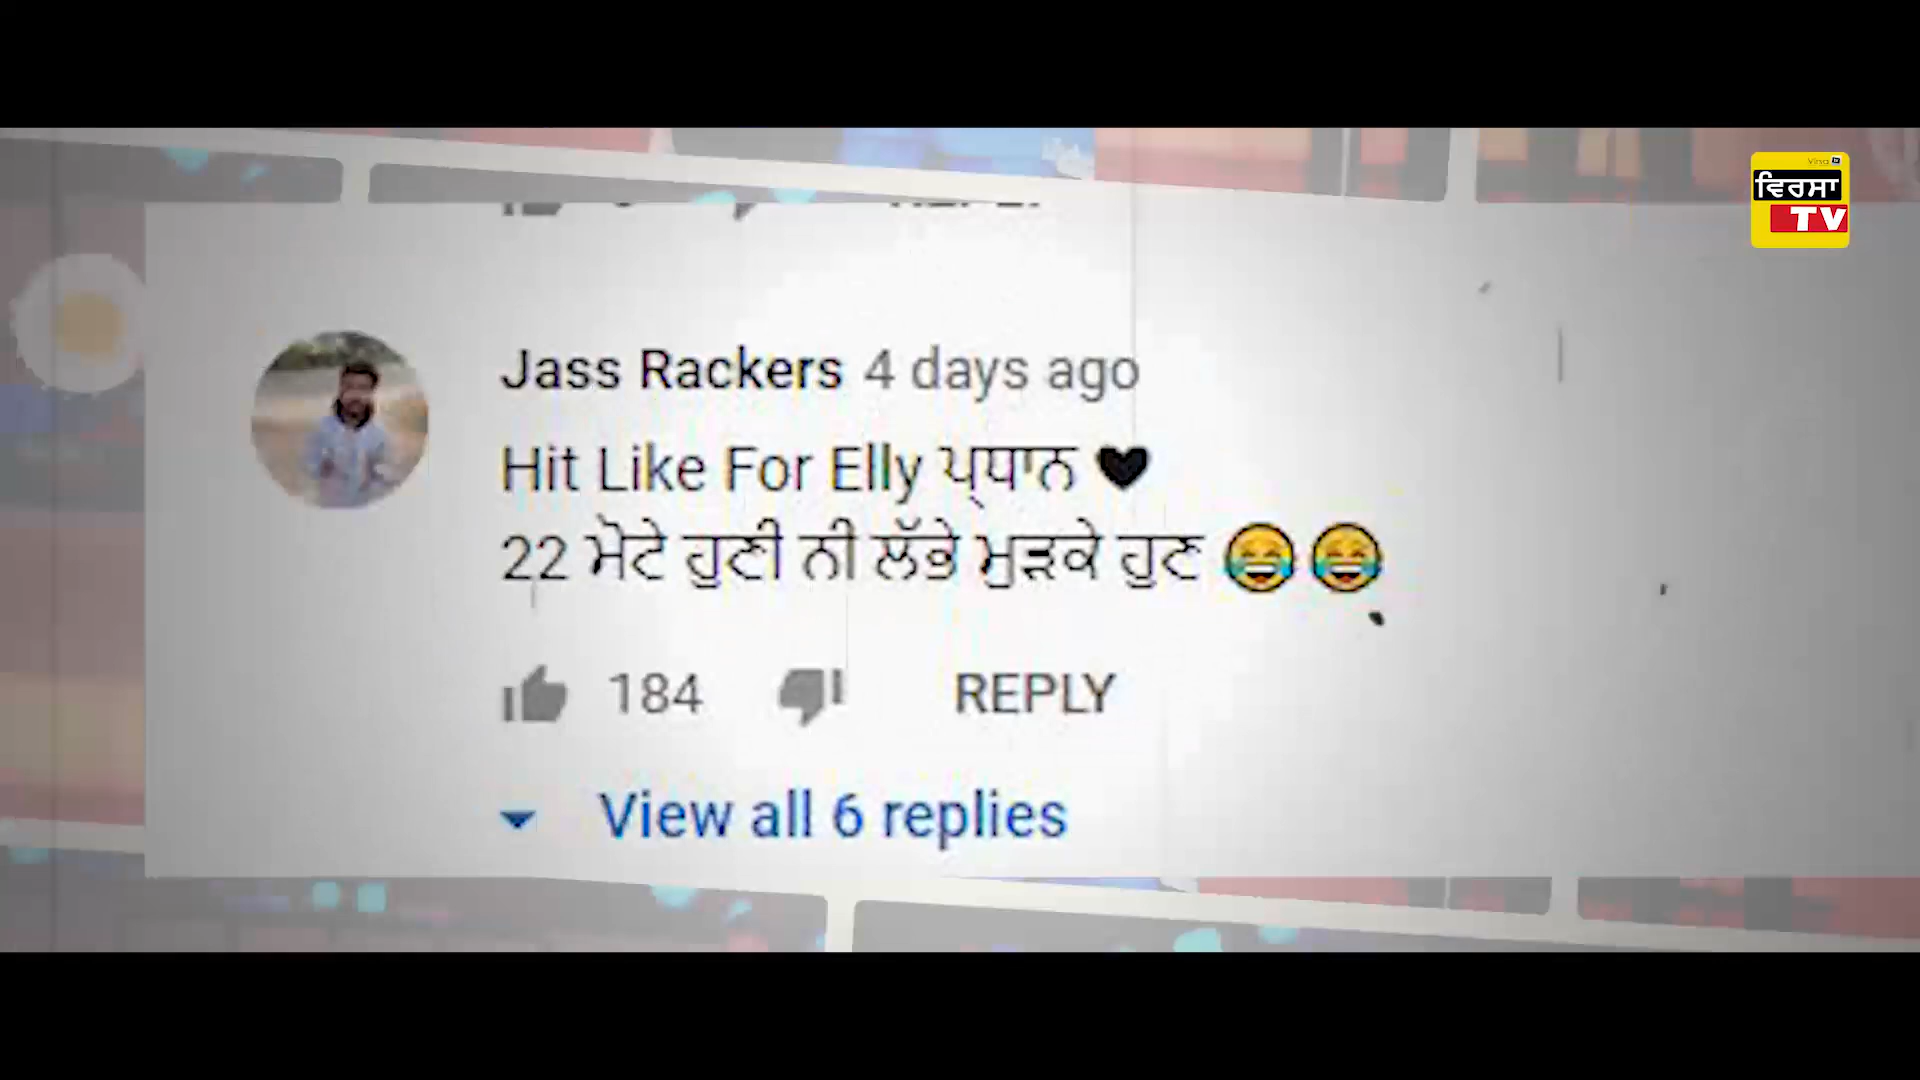 Virsa
ਵਿਰਸਾ
TV
Jass Rackers 4 days ago
Hit Like For Elly ਪ੍ਰਧਾਨ 🖤
22 ਮੋਟੇ ਹੁਣੀ ਨੀ ਲੱਭੇ ਮੁੜਕੇ ਹੁਣ 😂😂
184 REPLY
View all 6 replies